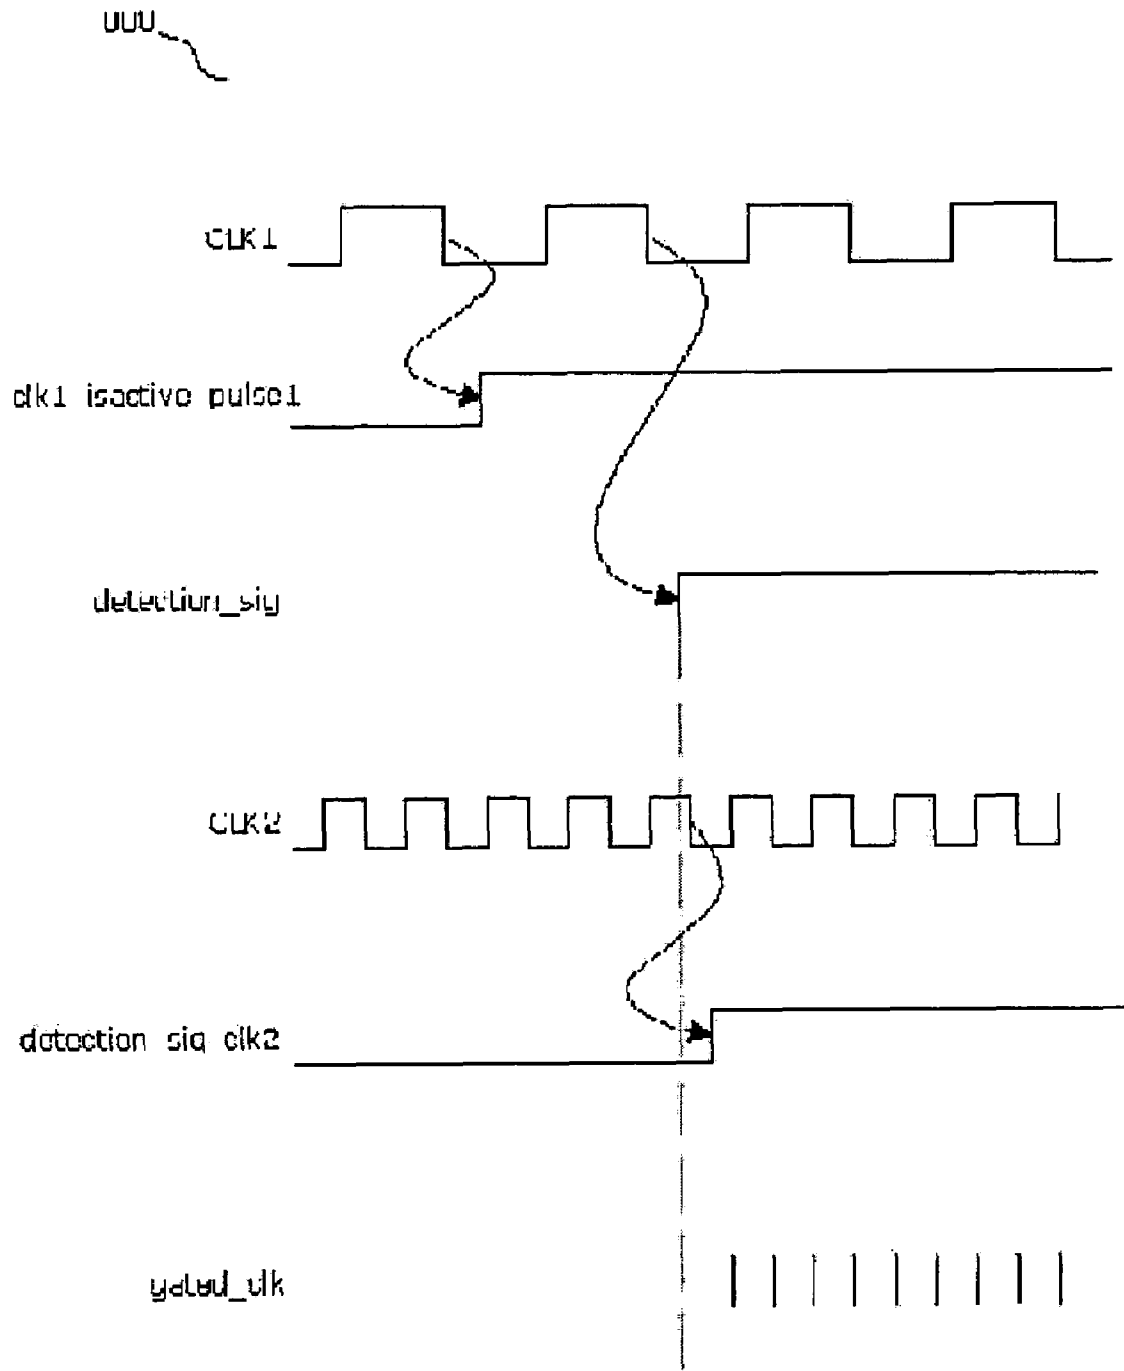 CLK1
clk1 isactive pulse1
detection_sig
CLK2
detection sig clk2
gated_clk